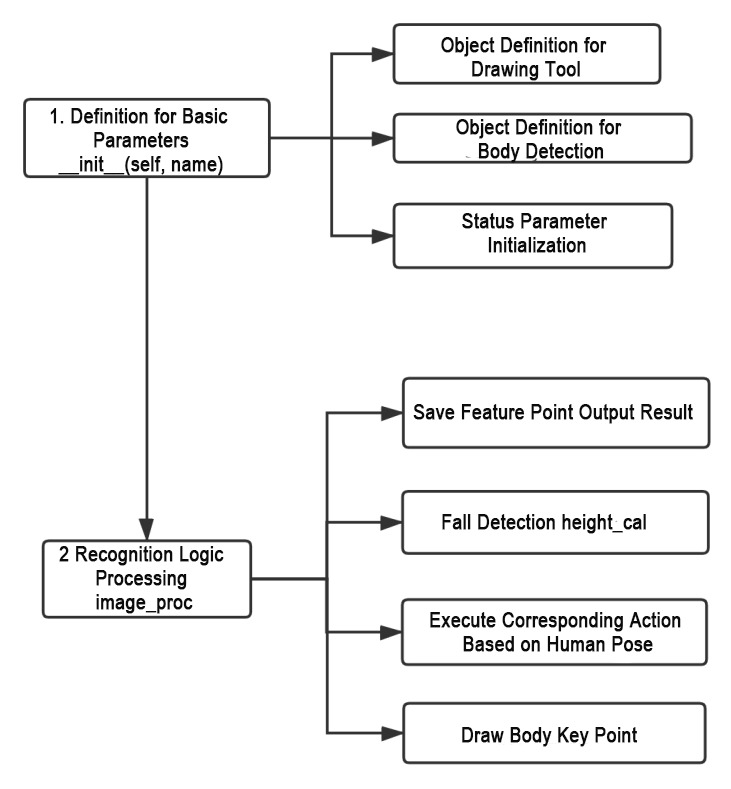 Object Definition for
Drawing Tool
1. Definition for Basic
Parameters
__init__(self, name)
Object Definition for
Body Detection
Status Parameter
Initialization
Save Feature Point Output Result
Fall Detection height_cal
2 Recognition Logic
Processing
image_proc
Execute Corresponding Action
Based on Human Pose
Draw Body Key Point